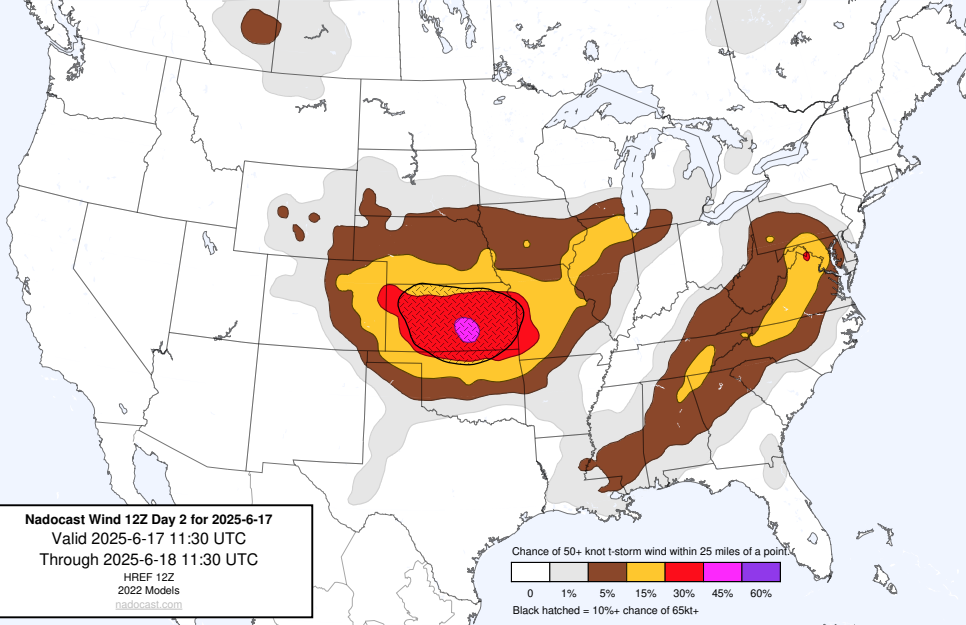 Nadocast Wind 12Z Day 2 for 2025-6-17
Valid 2025-6-17 11:30 UTC
Through 2025-6-18 11:30 UTC
HREF 12Z
2022 Models
nadocast.com
Chance of 50+ knot t-storm wind within 25 miles of a point.
0 1% 5% 15% 30% 45% 60%
Black hatched = 10%+ chance of 65kt+